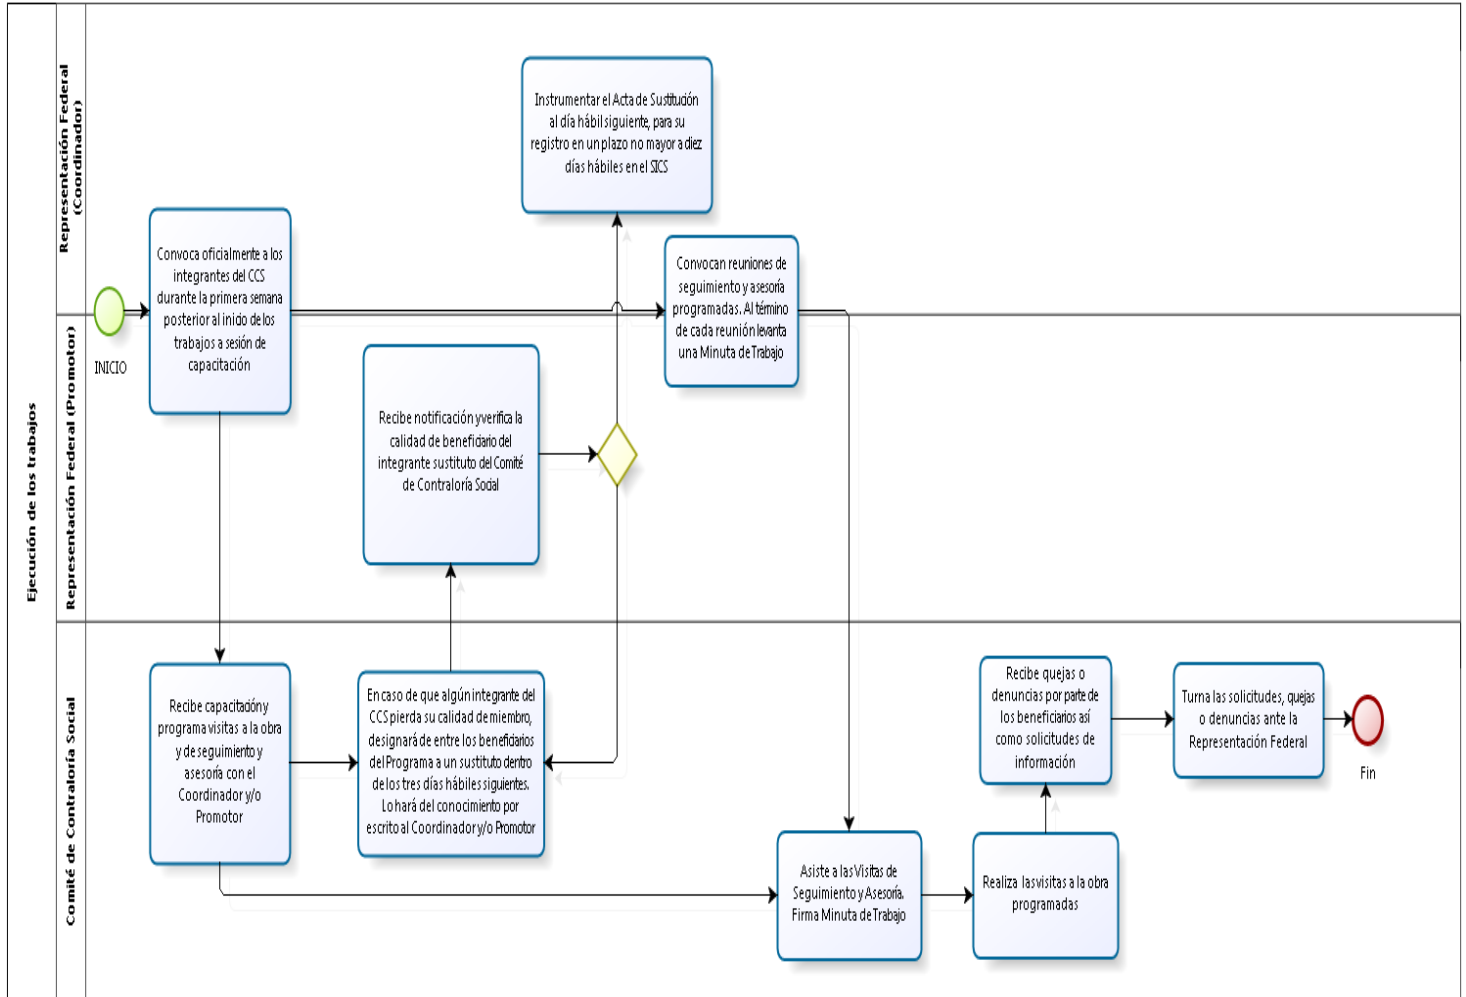 Ejecución de los trabajos
Representación Federal
(Coordinador)
Representación Federal (Promotor)
Comité de Contraloría Social
INICIO
Convoca oficialmente a los
integrantes del CCS
durante la primera semana
posterior al inicio de los
trabajos a sesión de
capacitación
Instrumentar el Acta de Sustitución
al día hábil siguiente, para su
registro en un plazo no mayor a diez
días hábiles en el SICS
Convocan reuniones de
seguimiento y asesoría
programadas. Al término
de cada reunión levanta
una Minuta de Trabajo
Recibe notificación y verifica la
calidad de beneficiario del
integrante sustituto del Comité
de Contraloría Social
Recibe capacitación y
programa visitas a la obra
y de seguimiento y
asesoría con el
Coordinador y/o
Promotor
En caso de que algún integrante del
CCS pierda su calidad de miembro,
designará de entre los beneficiarios
del Programa a un sustituto dentro
de los tres días hábiles siguientes.
Lo hará del conocimiento por
escrito al Coordinador y/o Promotor
Asiste a las Visitas de
Seguimiento y Asesoría.
Firma Minuta de Trabajo
Realiza las visitas a la obra
programadas
Recibe quejas o
denuncias por parte de
los beneficiarios así
como solicitudes de
información
Turna las solicitudes, quejas
o denuncias ante la
Representación Federal
Fin